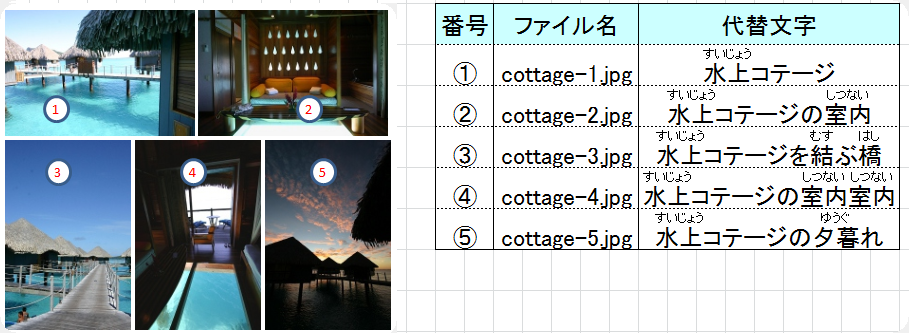 1
2
3
4
5
番号 ファイル名 代替文字
すいじょう
① cottage-1.jpg 水上コテージ
すいじょう しつない
② cottage-2.jpg 水上コテージの室内
すいじょう むす はし
③ cottage-3.jpg 水上コテージを結ぶ橋
すいじょう しつない しつない
④ cottage-4.jpg 水上コテージの室内室内
すいじょう ゆうぐ
⑤ cottage-5.jpg 水上コテージの夕暮れ